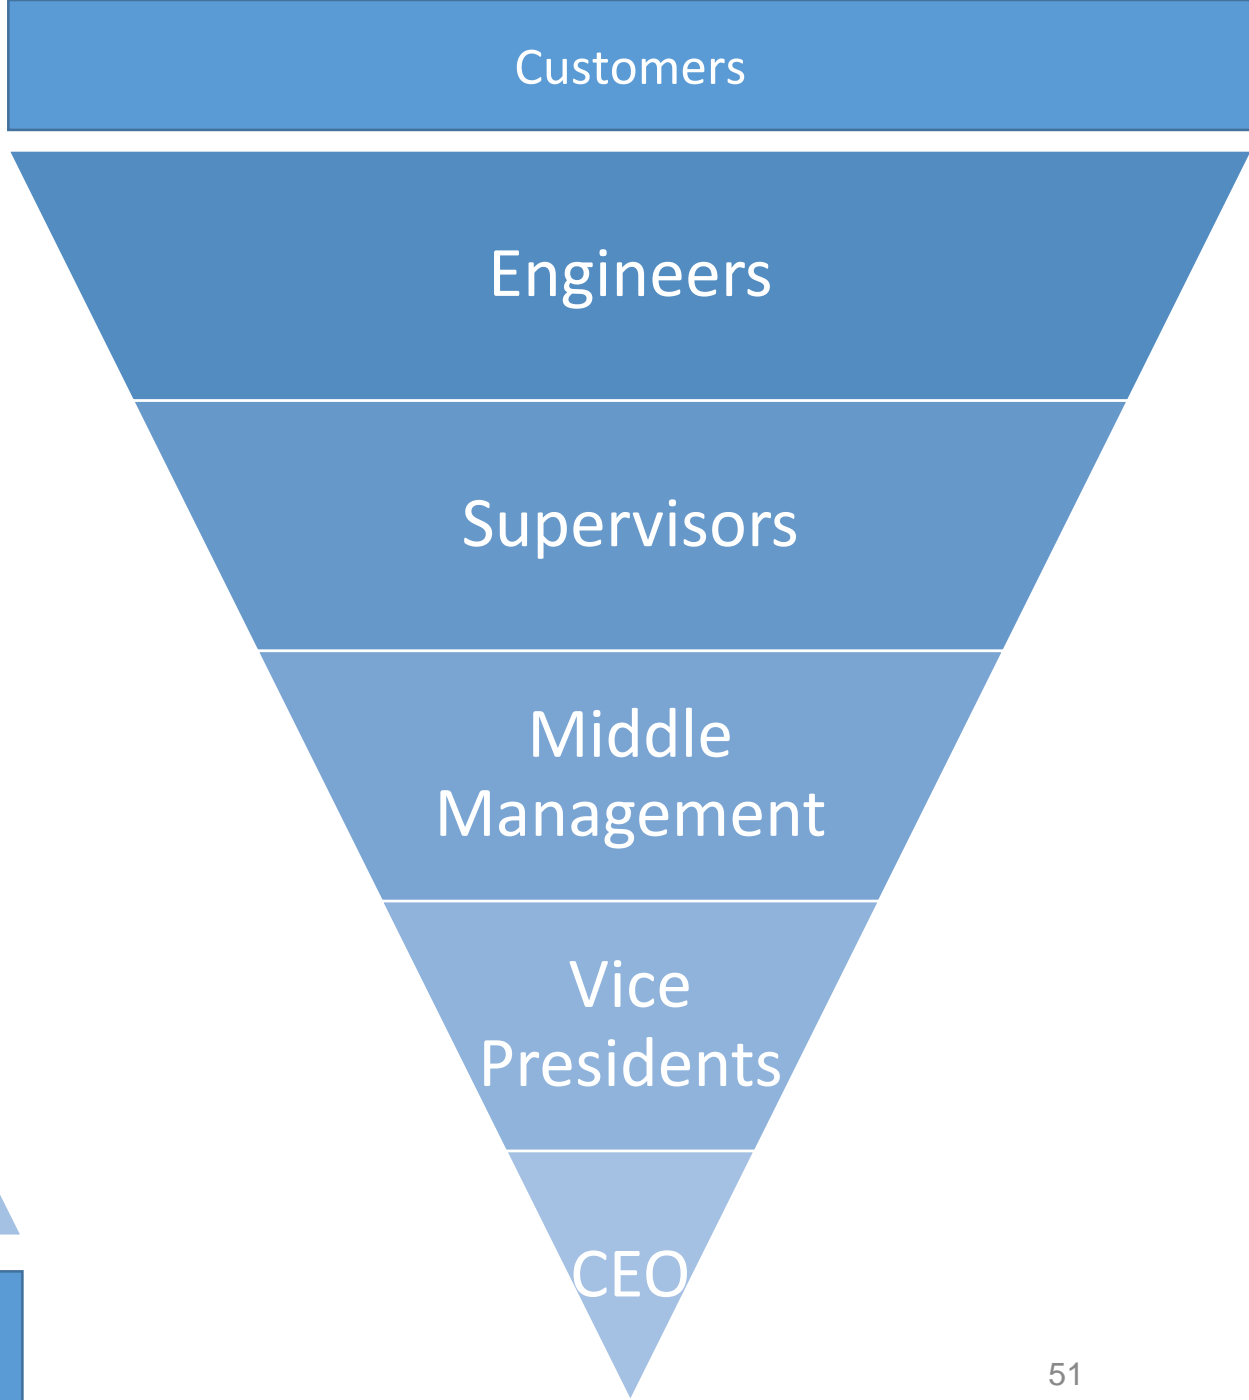 Customers
Engineers
Supervisors
Middle
Management
Vice
Presidents
CEO
51